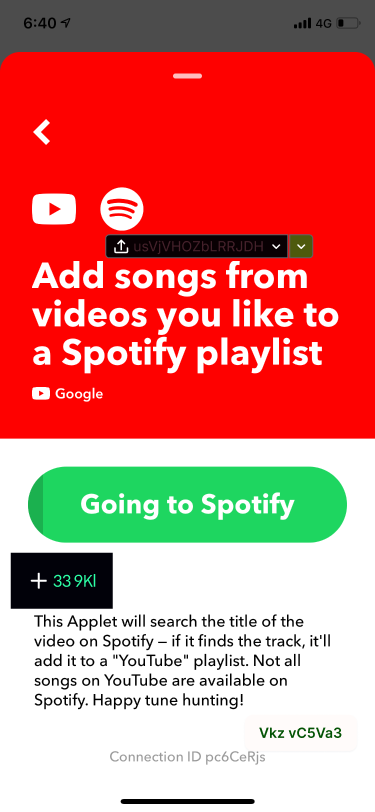 6:40
4G
usVjVHOZbLRRJDH
Add songs from
videos you like to
a Spotify playlist
Google
Going to Spotify
33 9Kl
This Applet will search the title of the
video on Spotify – if it finds the track, it'll
add it to a "YouTube" playlist. Not all
songs on YouTube are available on
Spotify. Happy tune hunting!
Vkz vC5Va3
Connection ID pc6CeRjs